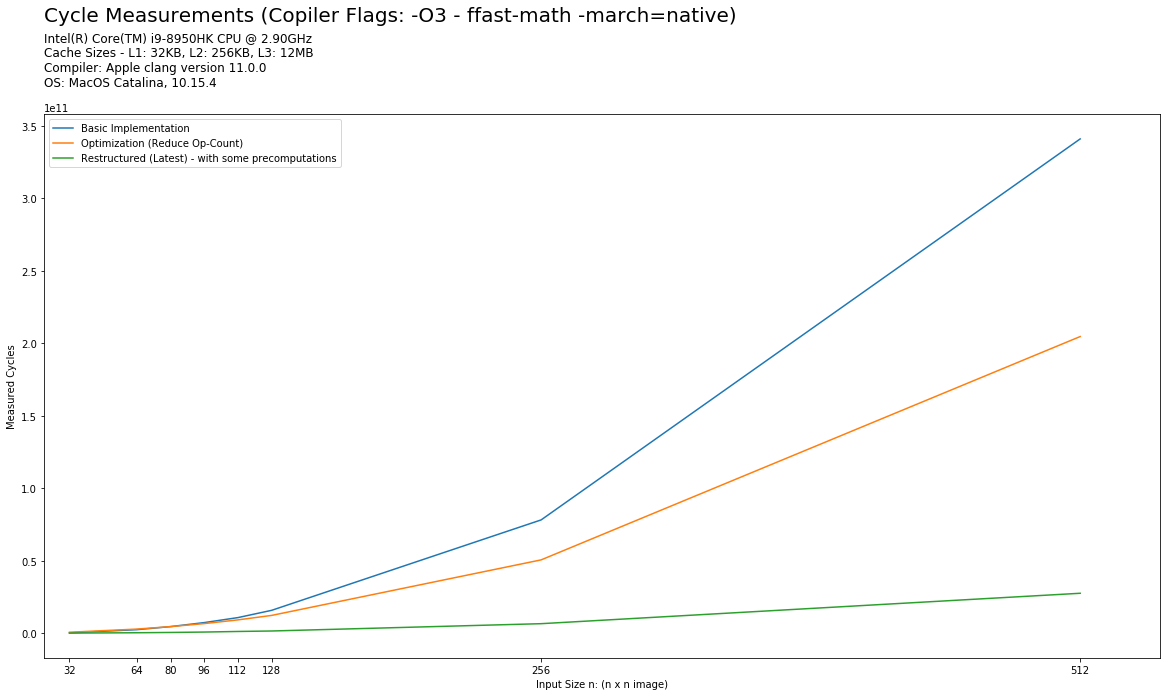 Cycle Measurements (Copiler Flags: -O3 - ffast-math -march=native)
Intel(R) Core(TM) i9-8950HK CPU @ 2.90GHz
Cache Sizes - L1: 32KB, L2: 256KB, L3: 12MB
Compiler: Apple clang version 11.0.0
OS: MacOS Catalina, 10.15.4
1e11
Basic Implementation
Optimization (Reduce Op-Count)
Restructured (Latest) - with some precomputations
3.5
3.0
2.5
2.0
1.5
1.0
0.5
0.0
Measured Cycles
32 64 80 96 112 128 256 512
Input Size n: (n x n image)